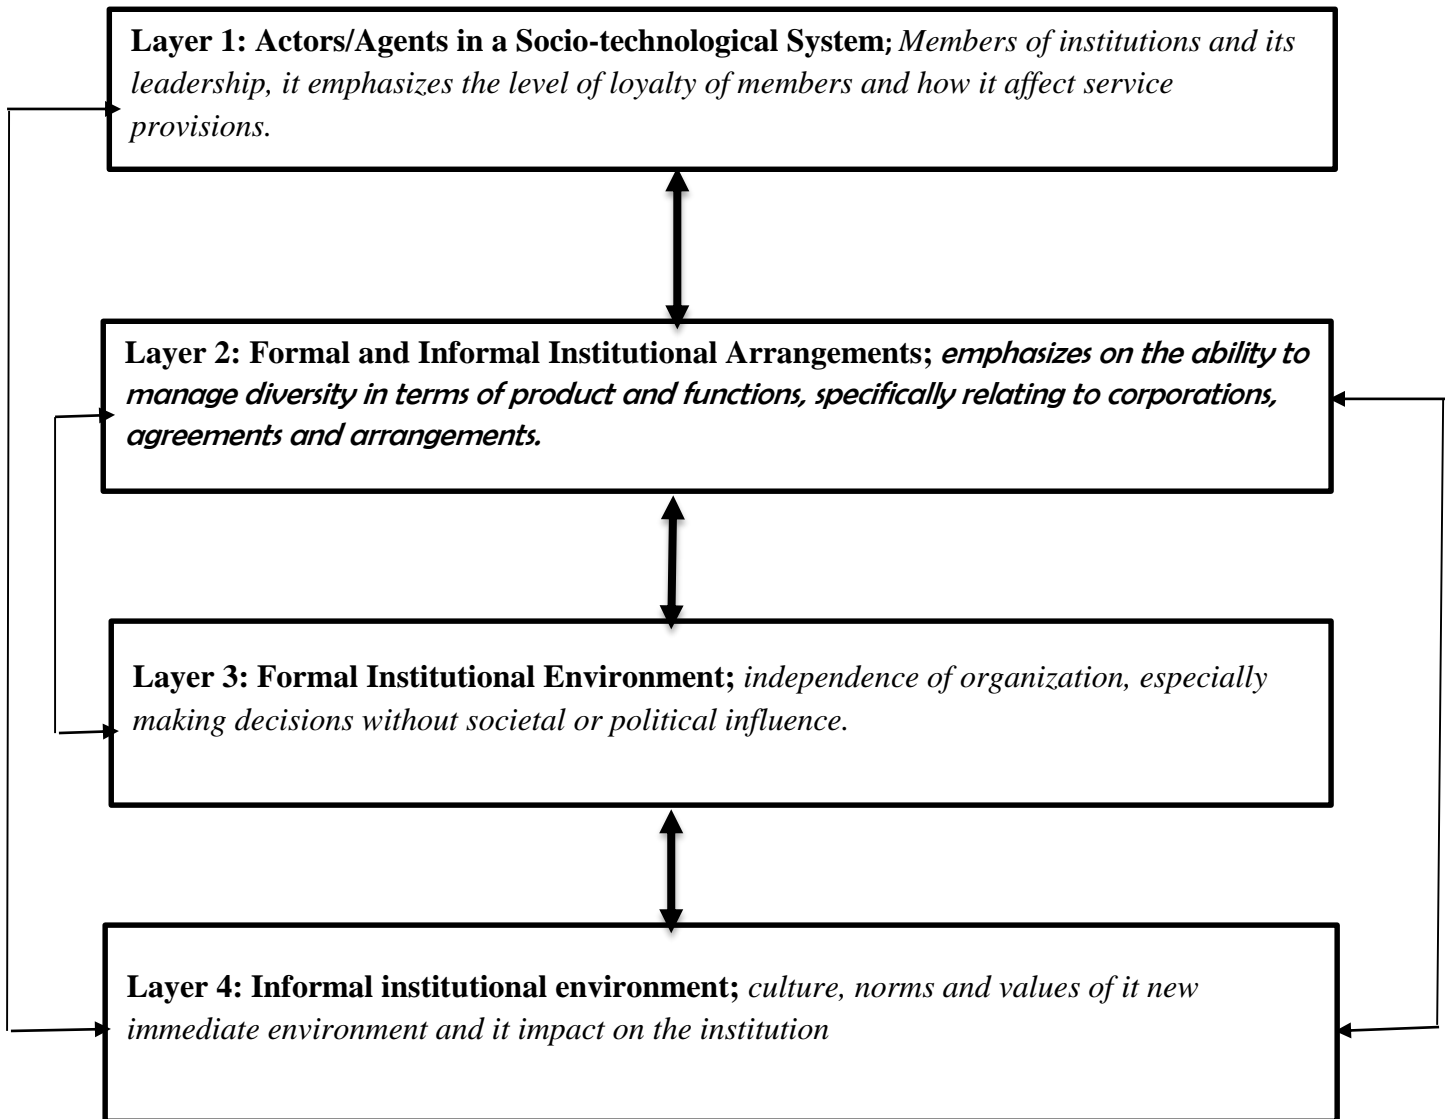 Layer 1: Actors/Agents in a Socio-technological System; Members of institutions and its
leadership, it emphasizes the level of loyalty of members and how it affect service
provisions.
Layer 2: Formal and Informal Institutional Arrangements; emphasizes on the ability to
manage diversity in terms of product and functions, specifically relating to corporations,
agreements and arrangements.
Layer 3: Formal Institutional Environment; independence of organization, especially
making decisions without societal or political influence.
Layer 4: Informal institutional environment; culture, norms and values of it new
immediate environment and it impact on the institution